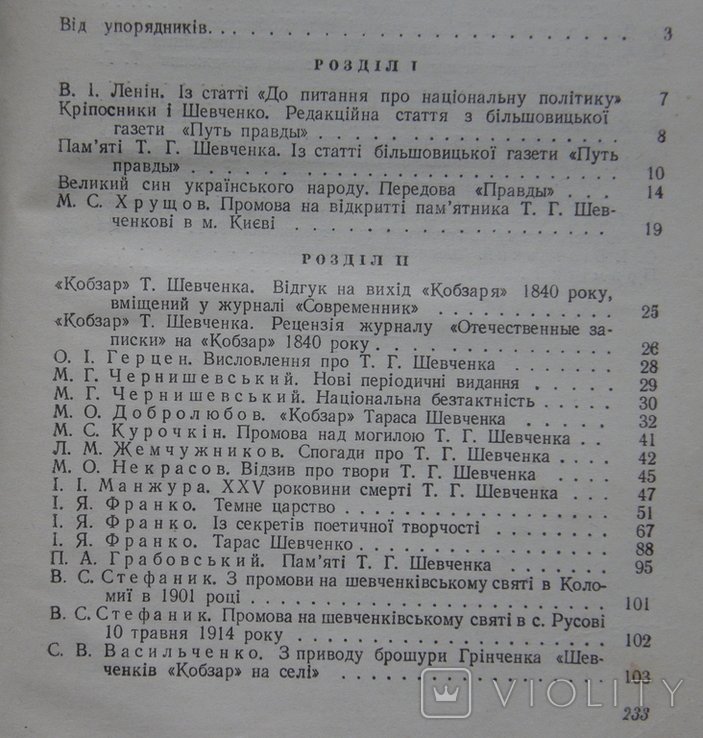 Від упорядників. . . . . . . . . . . . . . . . . . . . 3
РОЗДІЛ I
В. І. Ленін. Із статті «До питання про національну політику» 7
Кріпосники і Шевченко. Редакційна стаття з більшовицької
газети «Путь правды» . . . . . . . . . . . . . . . 8
Пам'яті Т. Г. Шевченка. Із статті більшовицької газети «Путь
правды» . . . . . . . . . . . . . . . . . . . . 10
Великий син українського народу. Передова «Правды» . . . 14
М. С. Хрущов. Промова на відкритті пам'ятника Т. Г. Шев-
ченкові в м. Києві . . . . . . . . . . . . . . . . 19
РОЗДІЛ II
«Кобзар» Т. Шевченка. Відгук на вихід «Кобзаря» 1840 року,
вміщений у журналі «Современник» . . . . . . . . . . 25
«Кобзар» Т. Шевченка. Рецензія журналу «Отечественные за-
писки» на «Кобзар» 1840 року . . . . . . . . . . . . 26
О. І. Герцен. Висловлення про Т. Г. Шевченка . . . . . . . 28
М. Г. Чернишевський. Нові періодичні видання . . . . . . 29
М. Г. Чернишевський. Національна безтактність . . . . . . 30
М. О. Добролюбов. «Кобзар» Тараса Шевченка . . . . . . 32
М. С. Курочкін. Промова над могилою Т. Г. Шевченка . . . 41
Л. М. Жемчужников. Спогади про Т. Г. Шевченка . . . . 42
М. О. Некрасов. Відзив про твори Т. Г. Шевченка . . . . . 45
І. І. Манжура. XXV роковини смерті Т. Г. Шевченка . . . . 47
І. Я. Франко. Темне царство . . . . . . . . . . . . . 51
І. Я. Франко. Із секретів поетичної творчості . . . . . . . . 67
І. Я. Франко. Тарас Шевченко . . . . . . . . . . . . . 88
П. А. Грабовський. Пам'яті Т. Г. Шевченка . . . . . . . 95
В. С. Стефаник. З промови на шевченківському святі в Коло-
миї в 1901 році . . . . . . . . . . . . . . . . . . 101
В. С. Стефаник. Промова на шевченківському святі в с. Русові
10 травня 1914 року . . . . . . . . . . . . . . . . 102
С. В. Васильченко. З приводу брошури Грінченка «Шев-
ченків «Кобзар» на селі» . . . . . . . . . . . . . . 103
VIOLITY
233